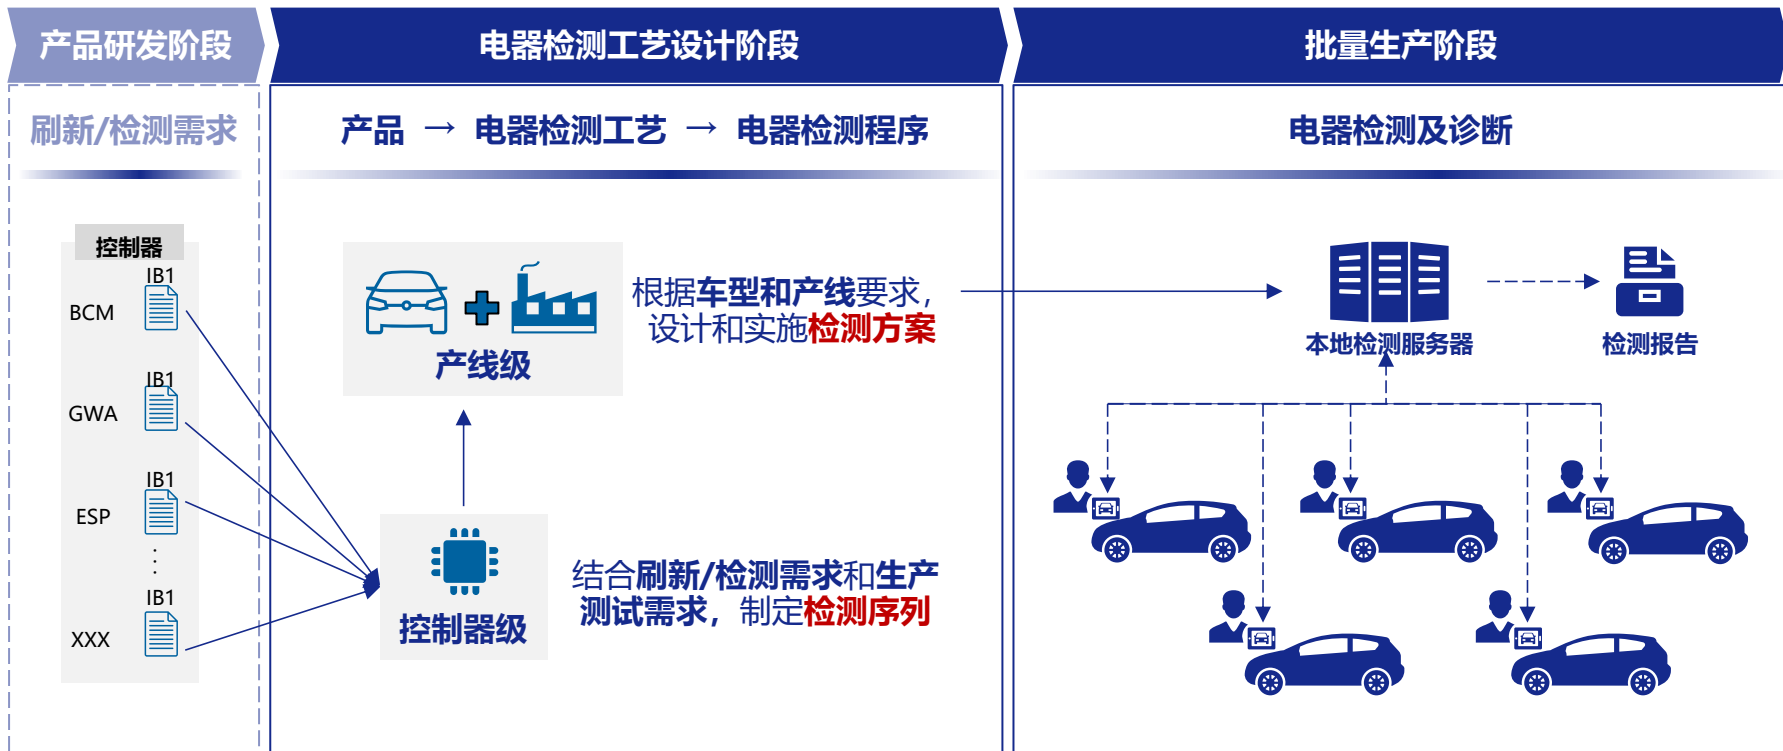 产品研发阶段
电器检测工艺设计阶段
批量生产阶段
刷新/检测需求
产品 → 电器检测工艺 → 电器检测程序
电器检测及诊断
控制器
IB1
BCM
IB1
GWA
IB1
ESP
⋮
IB1
XXX
产线级
根据车型和产线要求，
设计和实施检测方案
控制器级
结合刷新/检测需求和生产
测试需求，制定检测序列
本地检测服务器
检测报告